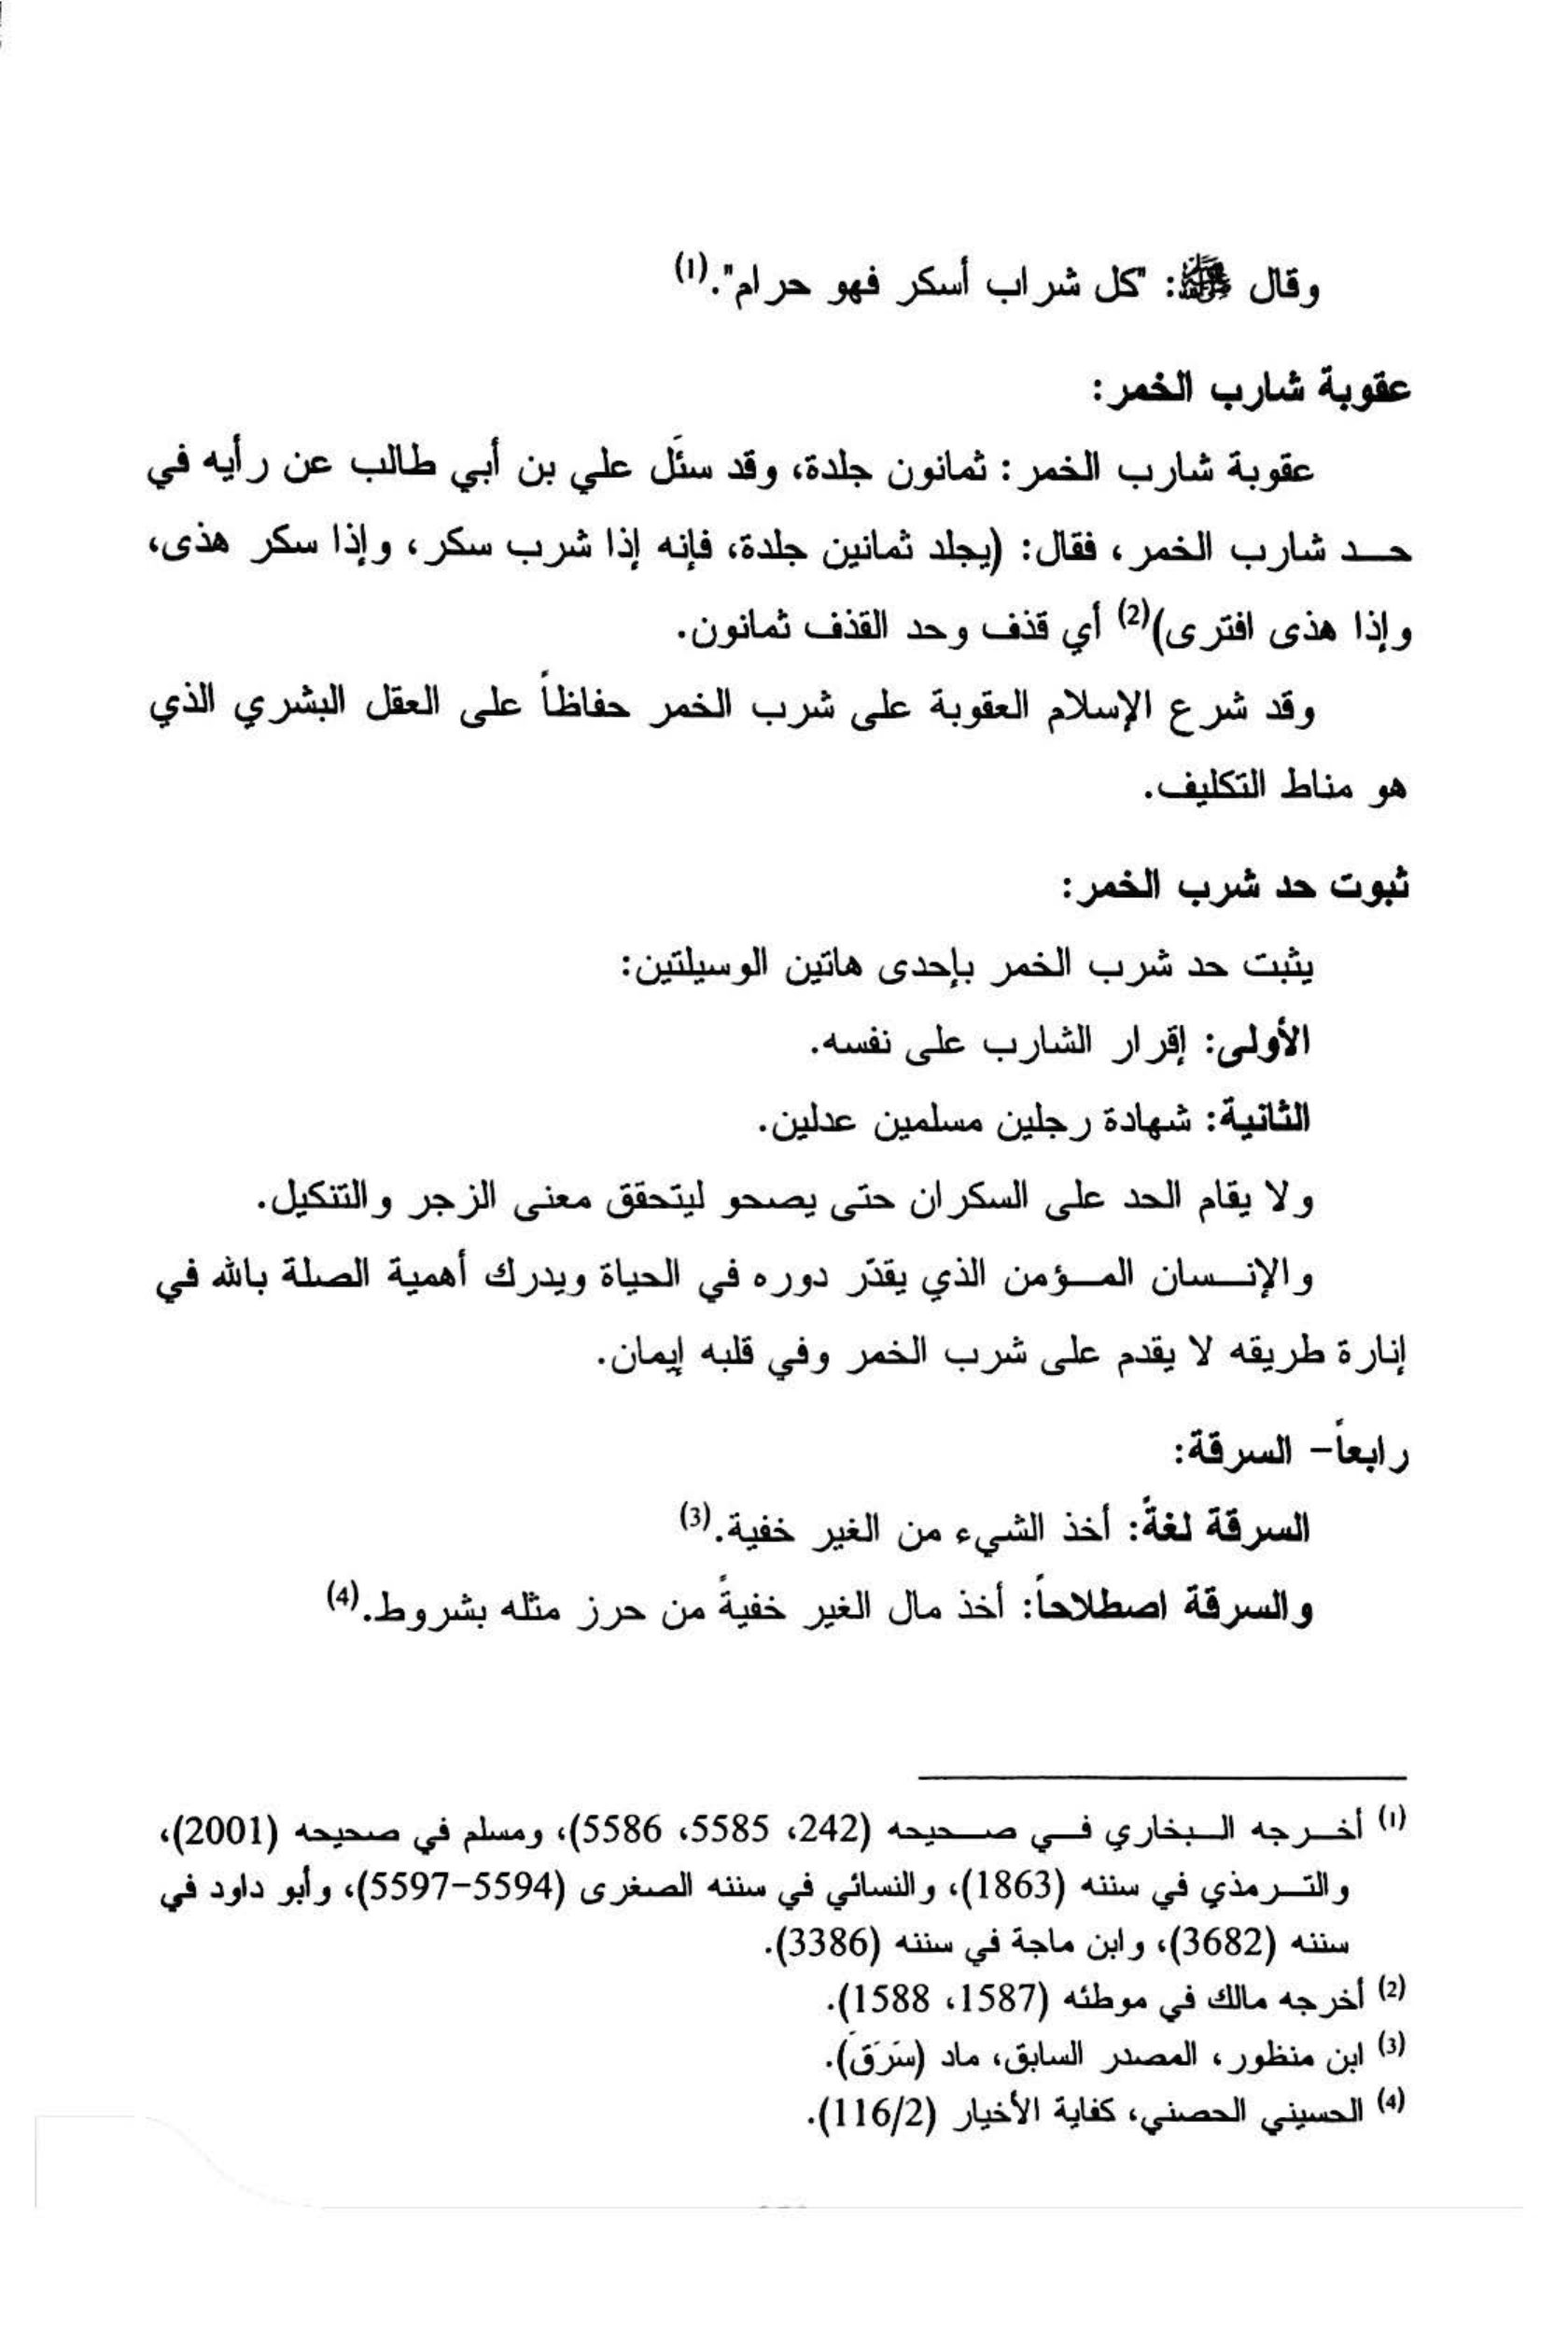 وقال ﷺ: "كل شراب أسكر فهو حرام".(1)
عقوبة شارب الخمر:
عقوبة شارب الخمر: ثمانون جلدة، وقد سئَل علي بن أبي طالب عن رأيه في
حـد شارب الخمر، فقال: (يجلد ثمانين جلدة، فإنه إذا شرب سكر، وإذا سكر هذى،
وإذا هذى افترى)(2) أي قذف وحد القذف ثمانون.
وقد شرع الإسلام العقوبة على شرب الخمر حفاظاً على العقل البشري الذي
هو مناط التكليف.
ثبوت حد شرب الخمر:
يثبت حد شرب الخمر بإحدى هاتين الوسيلتين:
الأولى: إقرار الشارب على نفسه.
الثانية: شهادة رجلين مسلمين عدلين.
ولا يقام الحد على السكران حتى يصحو ليتحقق معنى الزجر والتنكيل.
والإنـسان المـؤمن الذي يقدّر دوره في الحياة ويدرك أهمية الصلة بالله في
إنارة طريقه لا يقدم على شرب الخمر وفي قلبه إيمان.
رابعاً– السرقة:
السرقة لغةً: أخذ الشيء من الغير خفية.(3)
والسرقة اصطلاحاً: أخذ مال الغير خفيةً من حرز مثله بشروط.(4)
(1) أخـرجه الـبخاري فـي صـحيحه (242، 5585، 5586)، ومسلم في صحيحه (2001)،
والتـرمذي في سننه (1863)، والنسائي في سننه الصغرى (5594–5597)، وأبو داود في
سننه (3682)، وابن ماجة في سننه (3386).
(2) أخرجه مالك في موطئه (1587، 1588).
(3) ابن منظور، المصدر السابق، ماد (سَرَقَ).
(4) الحسيني الحصني، كفاية الأخيار (116/2).